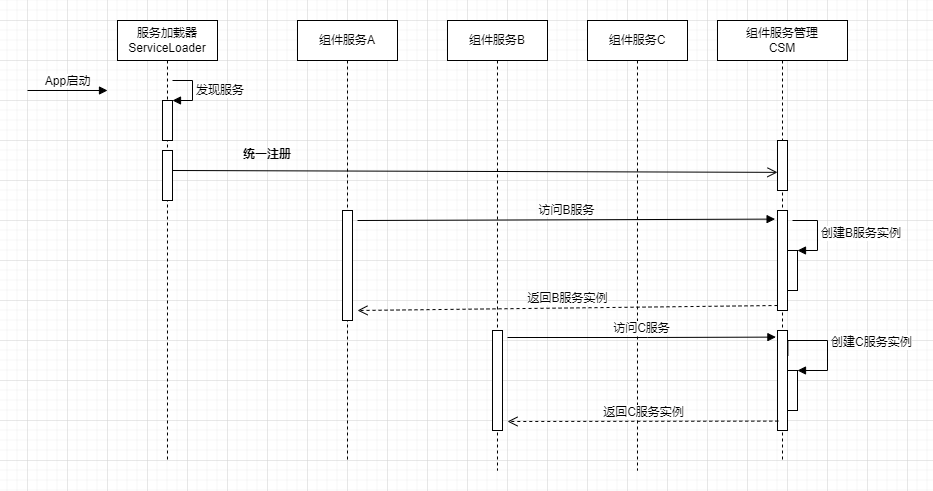 服务加载器
ServiceLoader
组件服务A
组件服务B
组件服务C
组件服务管理
CSM
App启动
发现服务
统一注册
访问B服务
创建B服务实例
返回B服务实例
访问C服务
创建C服务实例
返回C服务实例